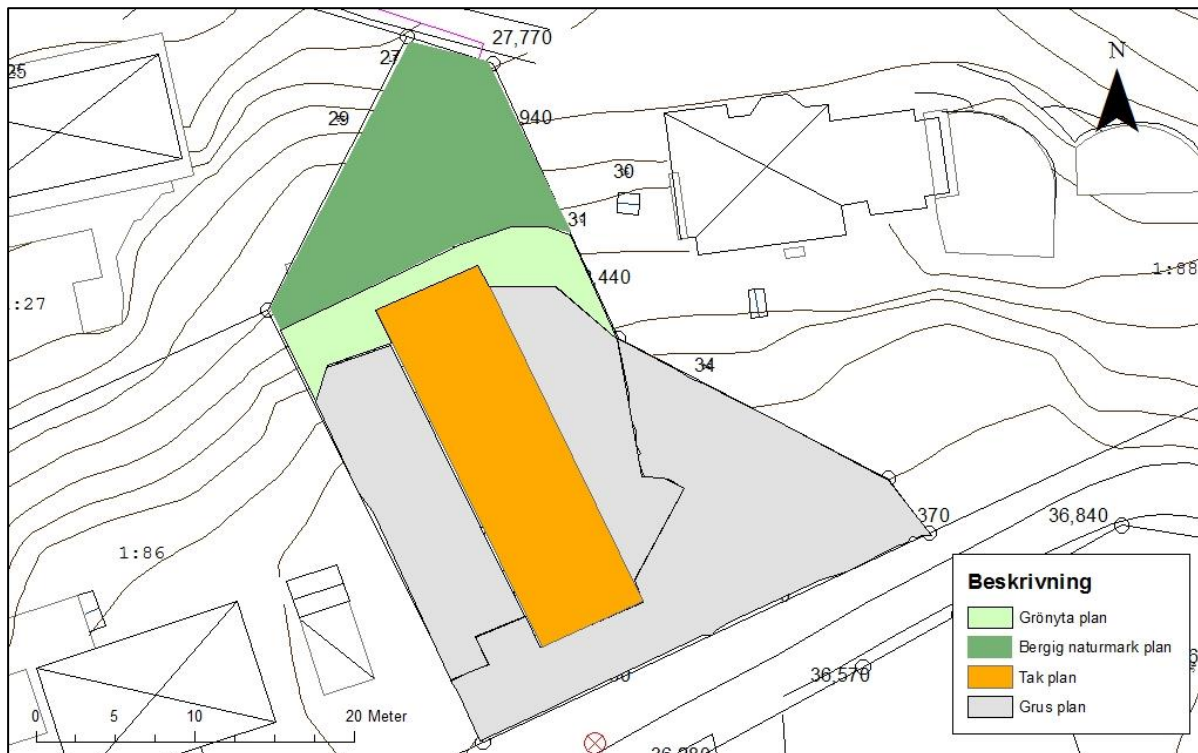 27,770
N
25
27
29
940
30
31
440
1:88
:27
34
370
36,840
1:86
Beskrivning
Grönyta plan
Bergig naturmark plan
Tak plan
Grus plan
36,570
0 5 10 20 Meter